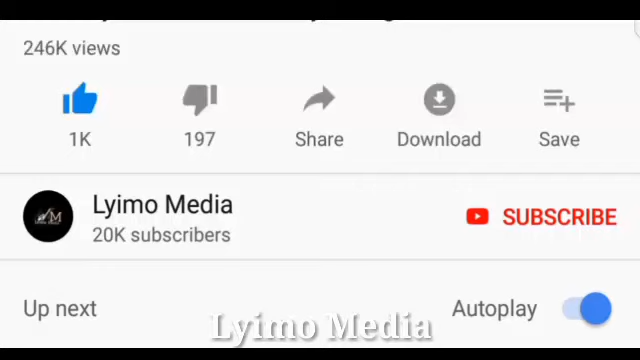 246K views
1K 197 Share Download Save
Lyimo Media
20K subscribers
SUBSCRIBE
Up next Autoplay
Lyimo Media